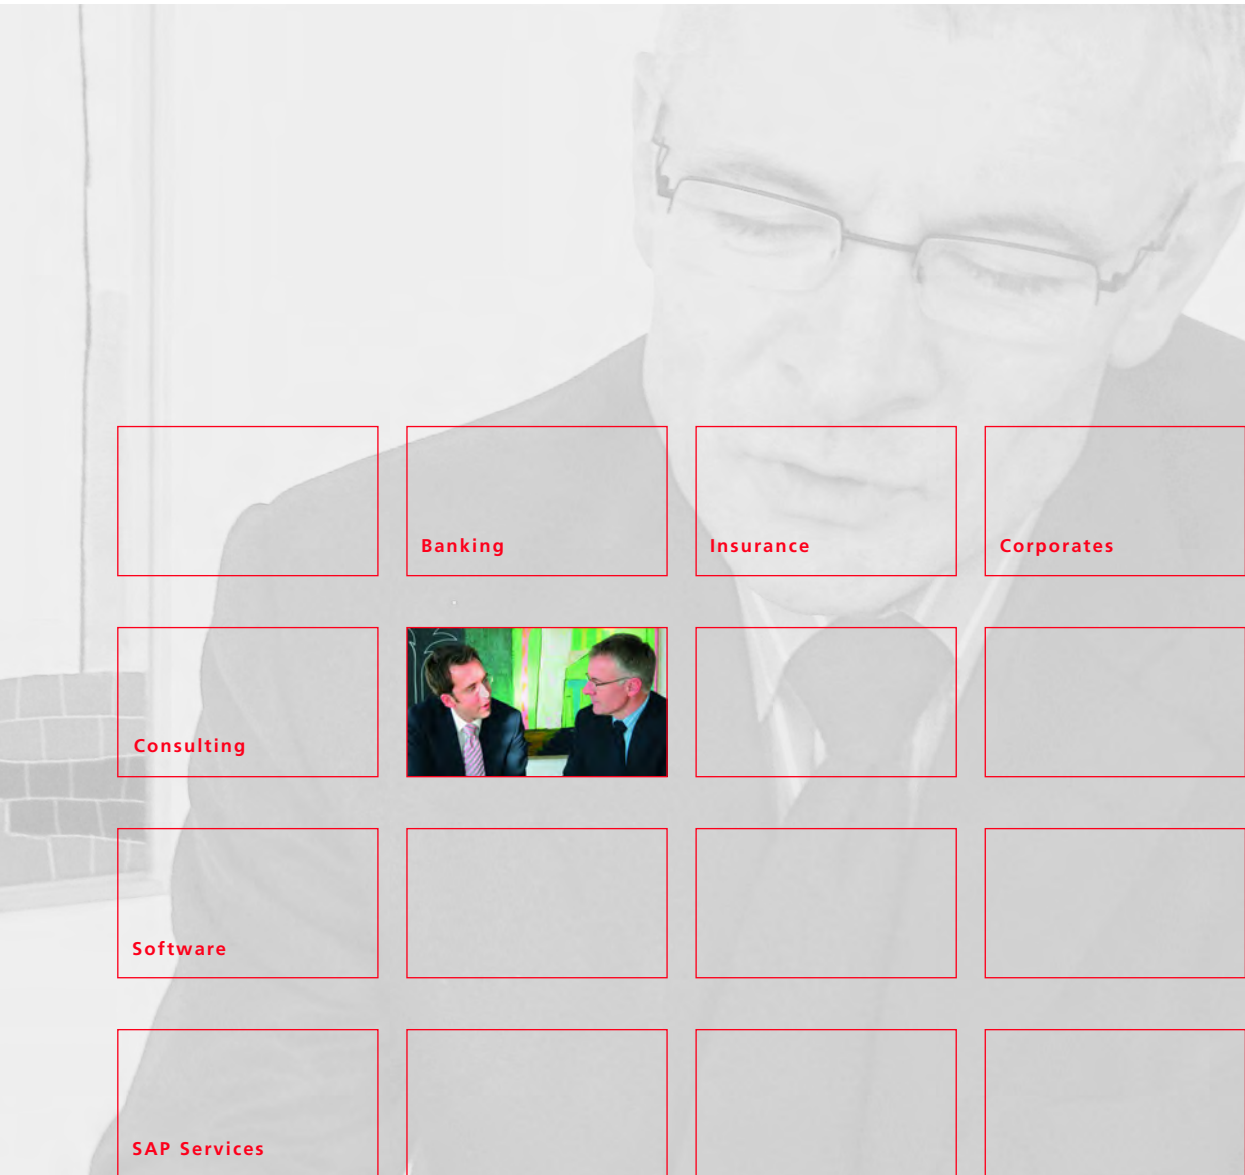 Banking
Insurance
Corporates
Consulting
Software
SAP Services